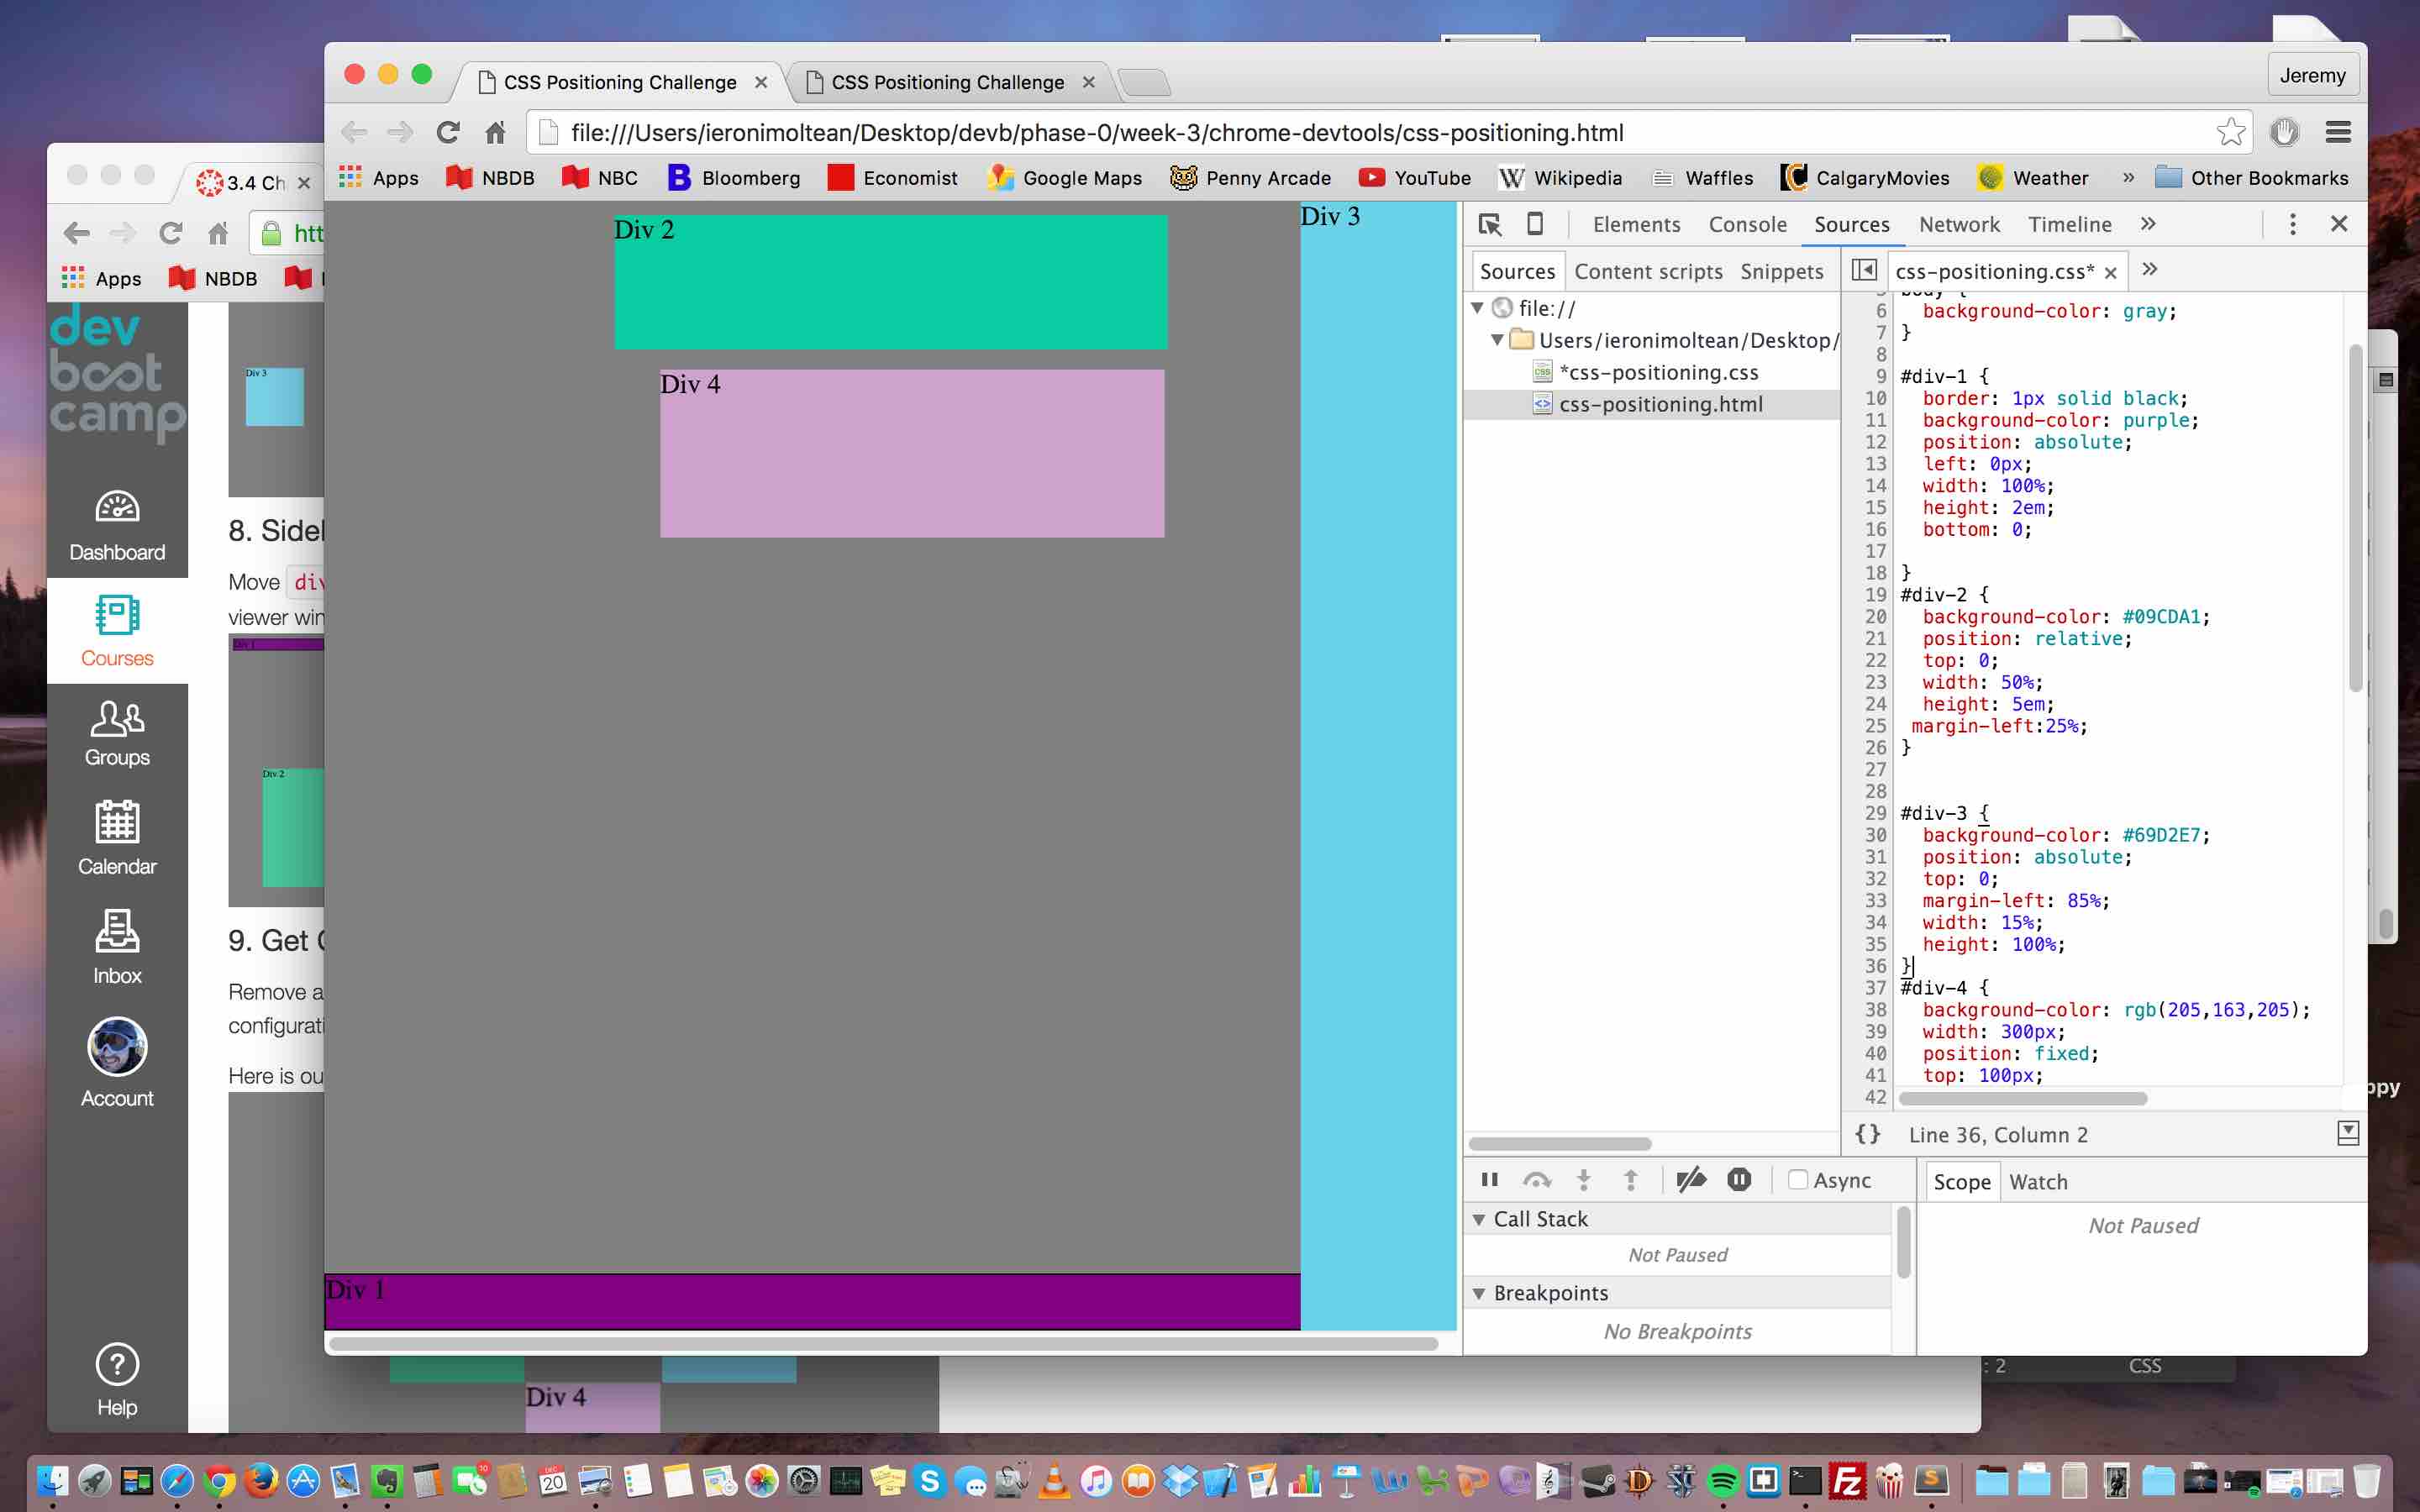 Jeremy
CSS Positioning Challenge
CSS Positioning Challenge
file:///Users/ieronimoltean/Desktop/devb/phase-0/week-3/chrome-devtools/css-positioning.html
Apps NBDB NBC Bloomberg Economist Google Maps Penny Arcade YouTube Wikipedia Waffles CalgaryMovies Weather » Other Bookmarks
3.4 Ch
htt
Apps NBDB
dev
boot
camp
Dashboard
Courses
Groups
Calendar
Inbox
Account
Help
Div 3
8. Sidel
Move div
viewer win
Div 1
Div 2
9. Get
Remove a
configurati
Here is ou
Div 4
Div 2
Div 3
Div 4
Div 1
Elements Console Sources Network Timeline »
Sources Content scripts Snippets
file://
Users/ieronimoltean/Desktop/
*css-positioning.css
css-positioning.html
css-positioning.css* »
body {
6 background-color: gray;
7 }
8
9 #div-1 {
10 border: 1px solid black;
11 background-color: purple;
12 position: absolute;
13 left: 0px;
14 width: 100%;
15 height: 2em;
16 bottom: 0;
17
18 }
19 #div-2 {
20 background-color: #09CDA1;
21 position: relative;
22 top: 0;
23 width: 50%;
24 height: 5em;
25 margin-left:25%;
26 }
27
28
29 #div-3 {
30 background-color: #69D2E7;
31 position: absolute;
32 top: 0;
33 margin-left: 85%;
34 width: 15%;
35 height: 100%;
36 }
37 #div-4 {
38 background-color: rgb(205,163,205);
39 width: 300px;
40 position: fixed;
41 top: 100px;
42
{} Line 36, Column 2
Async
Call Stack
Not Paused
Breakpoints
No Breakpoints
Scope Watch
Not Paused
ppy
: 2 CSS
10
DEC
20